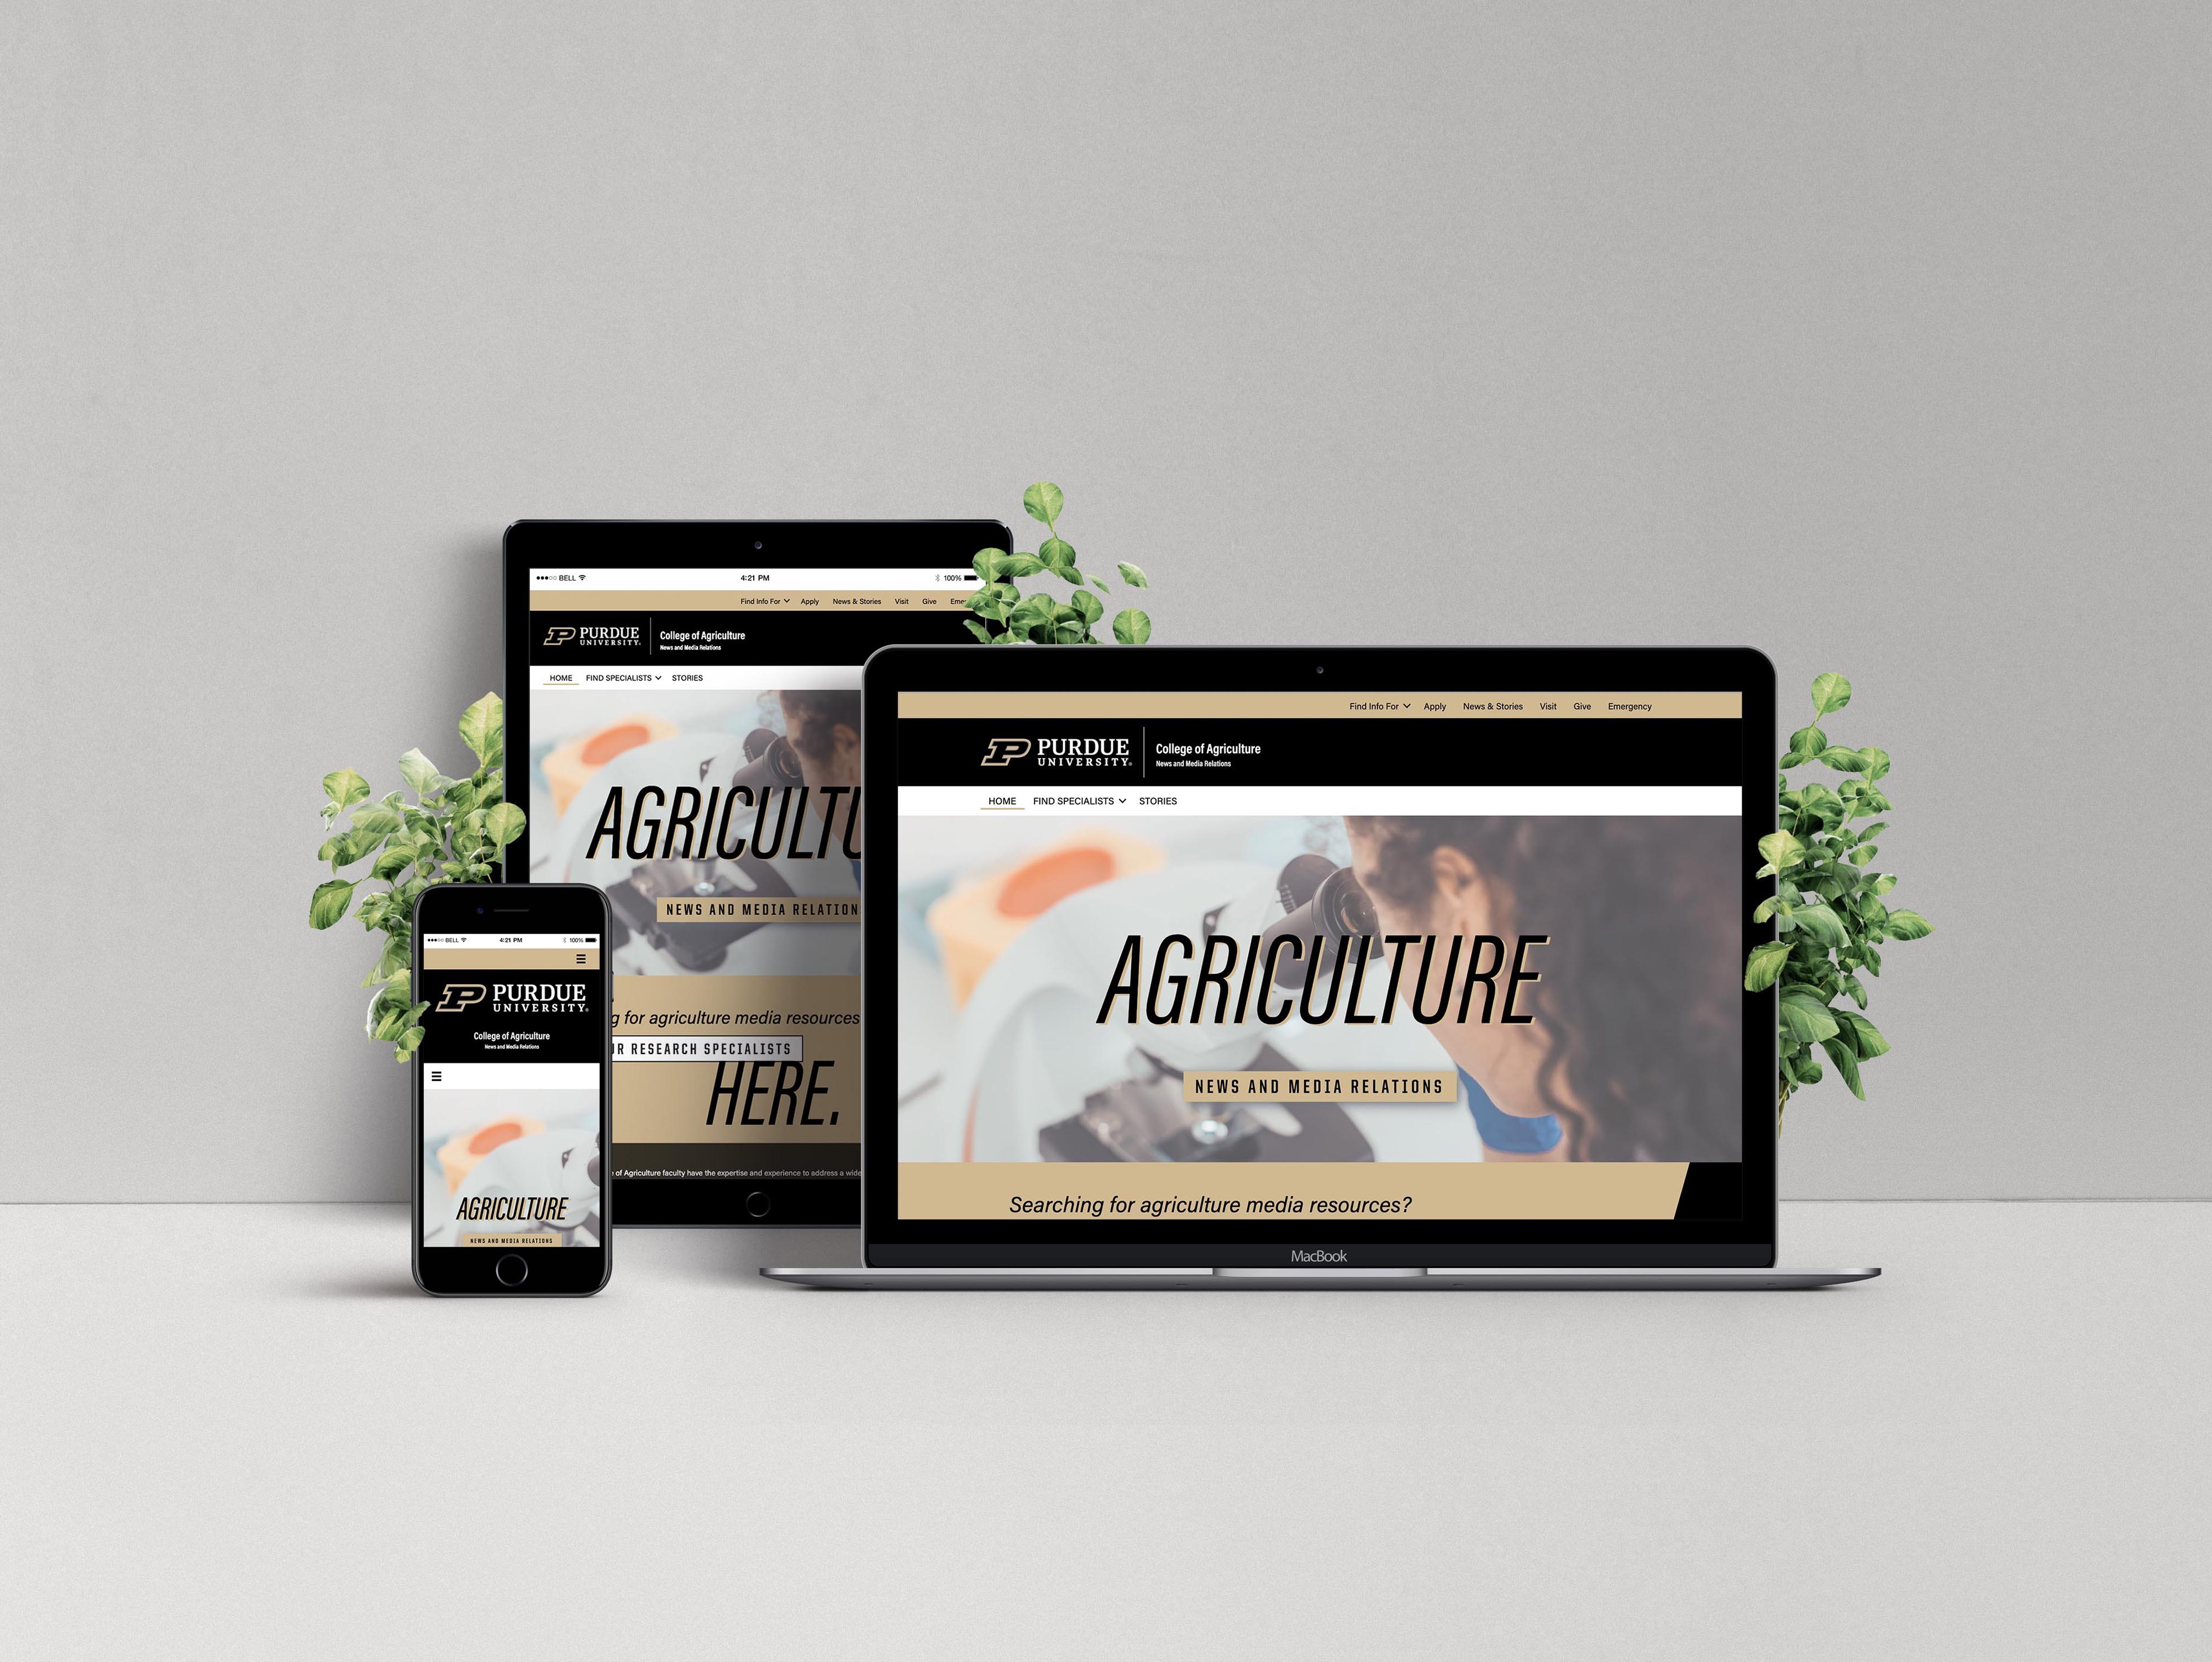 BELL
4:21 PM
100%
Find Info For Apply News & Stories Visit Give
PURDUE
UNIVERSITY®
College of Agriculture
News and Media Relations
HOME FIND SPECIALISTS STORIES
NEWS AND MEDIA
g for agriculture media resources
RESEARCH SPECIALISTS
HERE.
of Agriculture faculty have the expertise and experience to address a wide
BELL
4:21 PM
100%
PURDUE
UNIVERSITY®
College of Agriculture
News and Media Relations
AGRICULTURE
NEWS AND MEDIA RELATIONS
Find Info For Apply News & Stories Visit Give Emergency
PURDUE
UNIVERSITY®
College of Agriculture
News and Media Relations
HOME FIND SPECIALISTS STORIES
AGRICULTURE
NEWS AND MEDIA RELATIONS
Searching for agriculture media resources?
MacBook